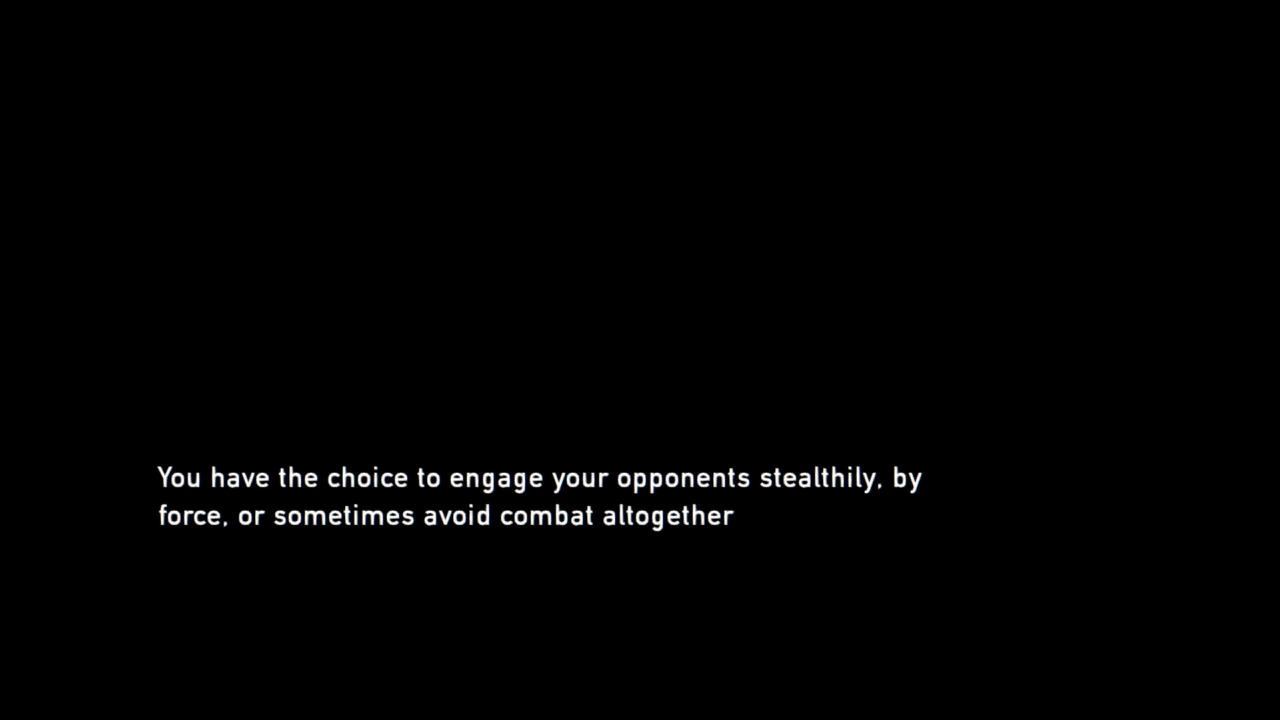 You have the choice to engage your opponents stealthily, by
force, or sometimes avoid combat altogether